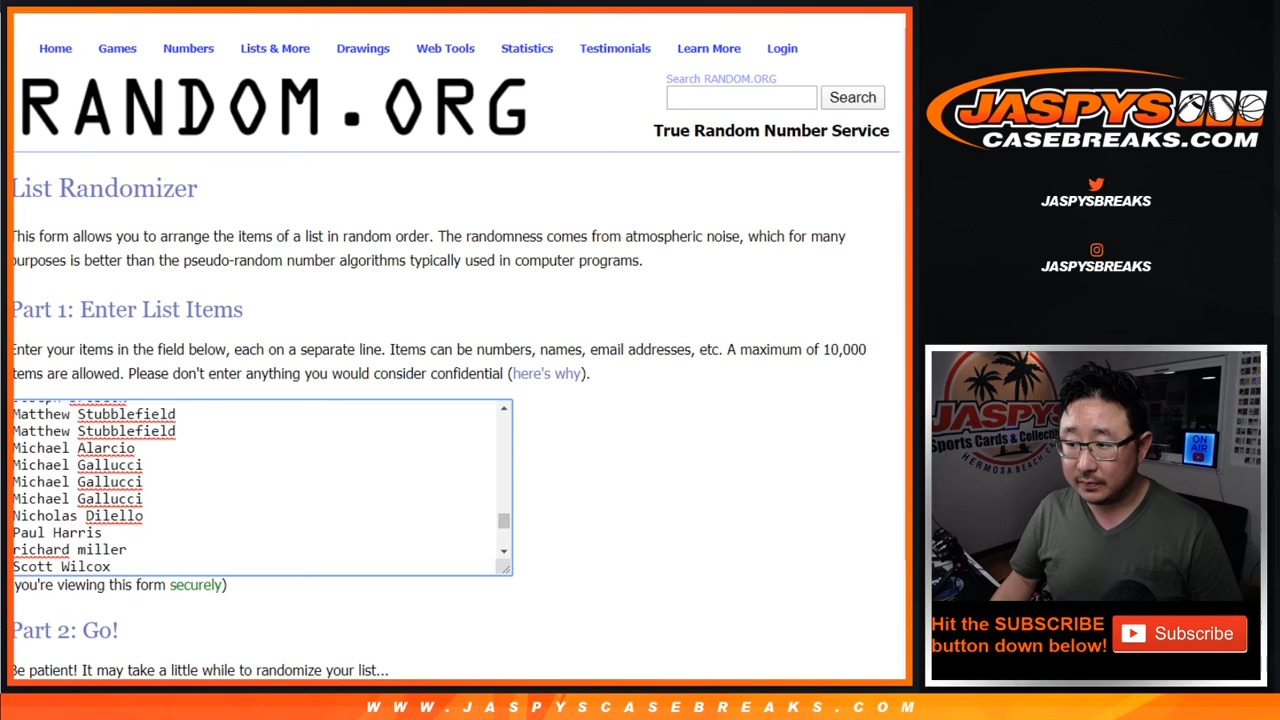 Home Games Numbers Lists & More Drawings Web Tools Statistics Testimonials Learn More Login
RANDOM.ORG
Search RANDOM.ORG
Search
True Random Number Service
List Randomizer
This form allows you to arrange the items of a list in random order. The randomness comes from atmospheric noise, which for many
purposes is better than the pseudo-random number algorithms typically used in computer programs.
Part 1: Enter List Items
Enter your items in the field below, each on a separate line. Items can be numbers, names, email addresses, etc. A maximum of 10,000
items are allowed. Please don't enter anything you would consider confidential (here's why).
Matthew Stubblefield
Matthew Stubblefield
Michael Alarcio
Michael Gallucci
Michael Gallucci
Michael Gallucci
Nicholas Dilello
Paul Harris
richard miller
Scott Wilcox
you're viewing this form securely)
Part 2: Go!
Be patient! It may take a little while to randomize your list...
JASPYS
CASEBREAKS.COM
JASPYSBREAKS
JASPYSBREAKS
JASPYS
Sports Cards & Collectibles
HERMOSA BEACH, CA
ON
AIR
Hit the SUBSCRIBE
button down below!
Subscribe
WWW.JASPYSCASEBREAKS.COM